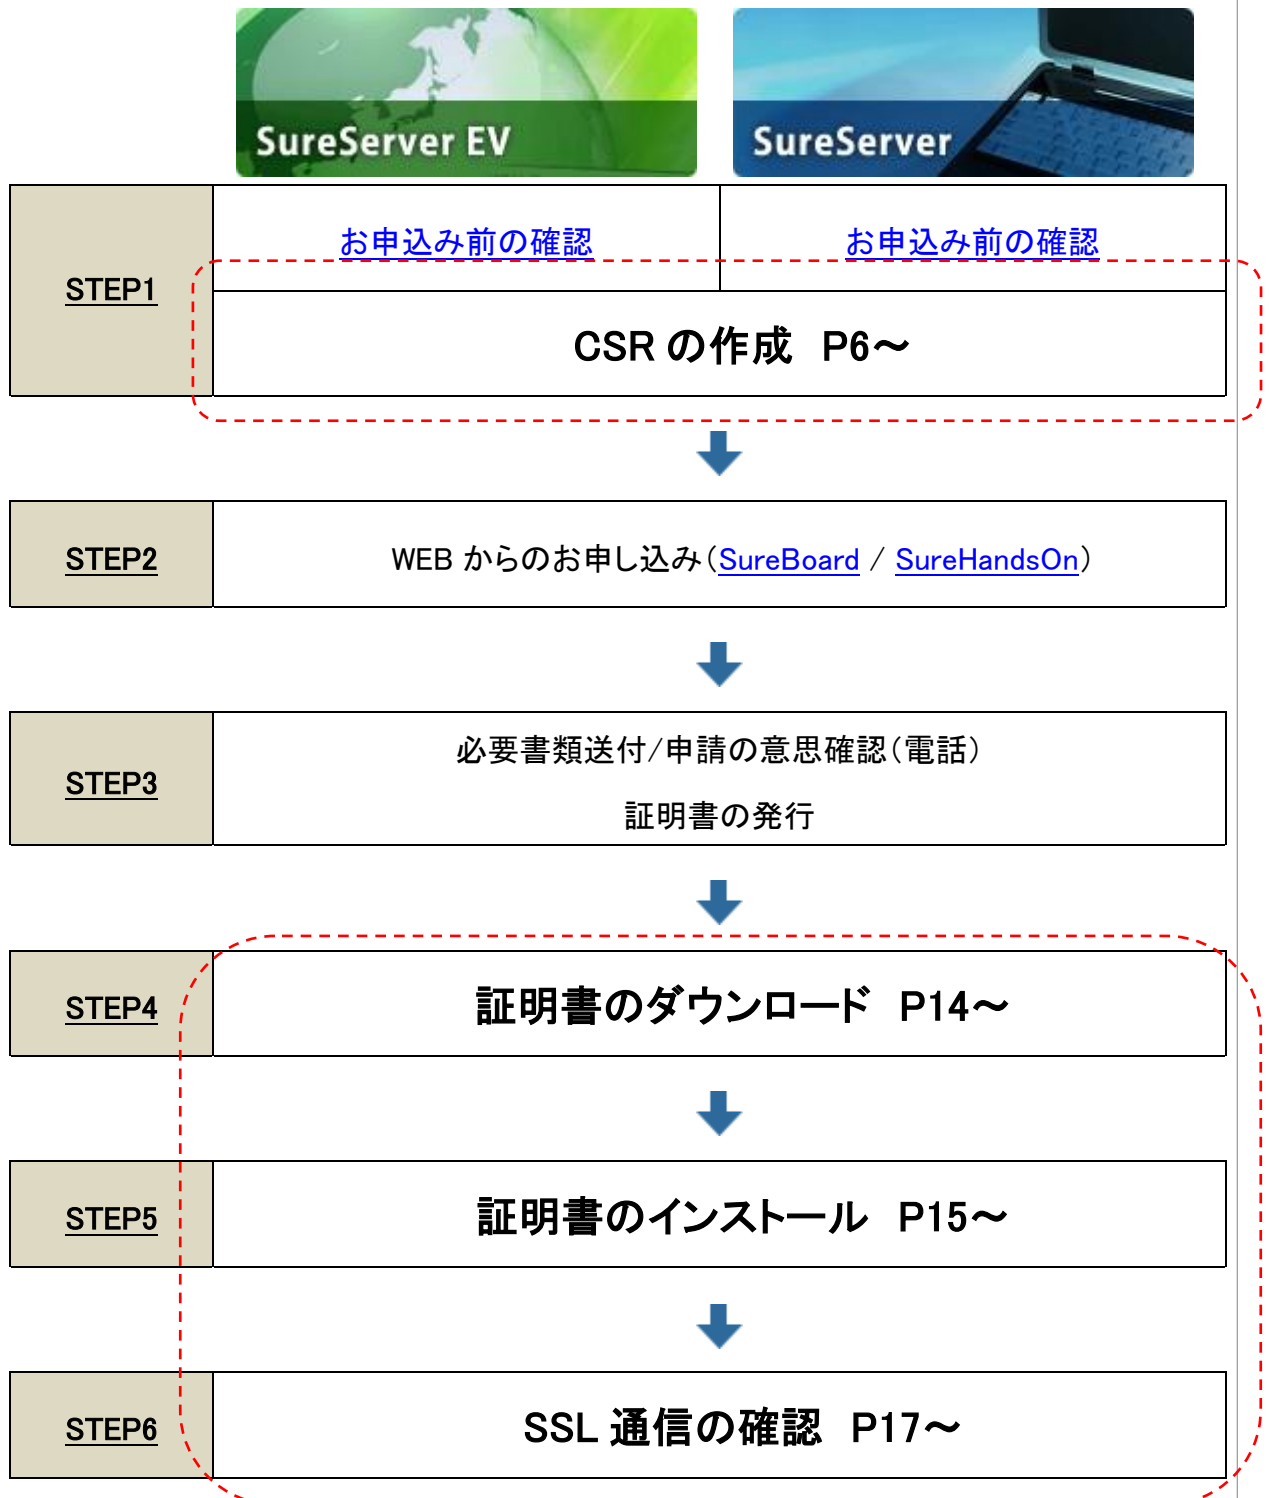 SureServer EV
SureServer
お申込み前の確認
お申込み前の確認
STEP1
CSR の作成 P6～
STEP2
WEB からのお申し込み（SureBoard / SureHandsOn）
STEP3
必要書類送付/申請の意思確認（電話）
証明書の発行
STEP4
証明書のダウンロード P14～
STEP5
証明書のインストール P15～
STEP6
SSL 通信の確認 P17～